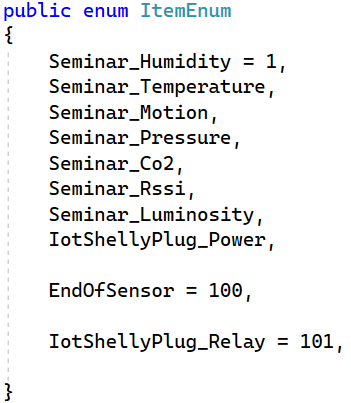 public enum ItemEnum
{
Seminar_Humidity = 1,
Seminar_Temperature,
Seminar_Motion,
Seminar_Pressure,
Seminar_Co2,
Seminar_Rssi,
Seminar_Luminosity,
IotShellyPlug_Power,
EndOfSensor = 100,
IotShellyPlug_Relay = 101,
}